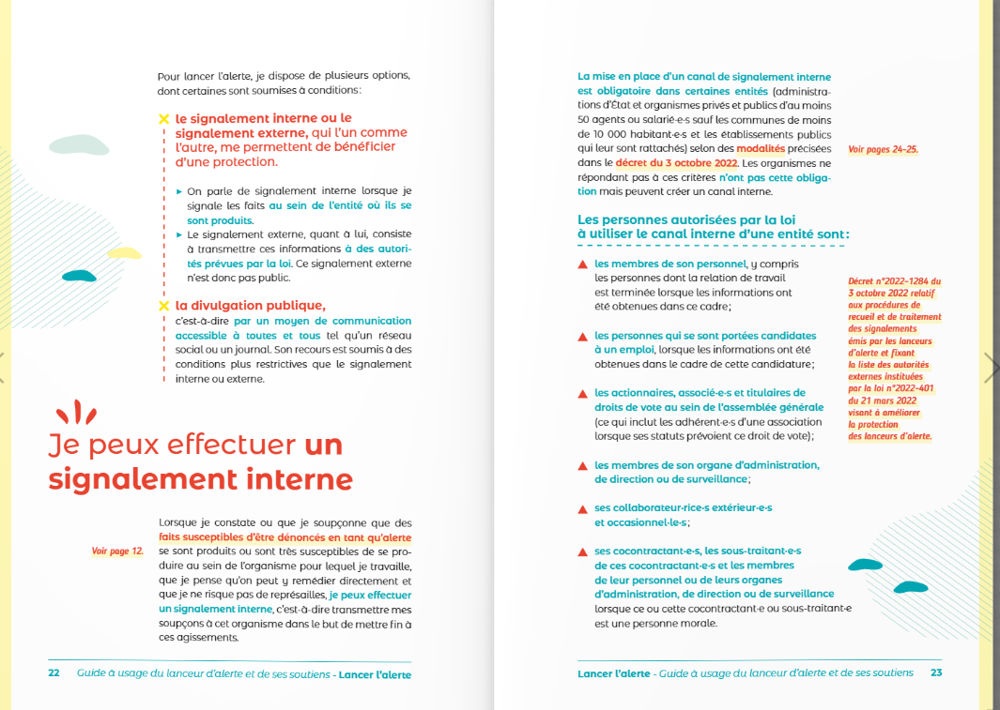 Pour lancer l'alerte, je dispose de plusieurs options,
dont certaines sont soumises à conditions :
le signalement interne ou le
signalement externe, qui l'un comme
l'autre, me permettent de bénéficier
d'une protection.
On parle de signalement interne lorsque je
signale les faits au sein de l'entité où ils se
sont produits.
Le signalement externe, quant à lui, consiste
à transmettre ces informations à des autori-
tés prévues par la loi. Ce signalement externe
n'est donc pas public.
la divulgation publique,
c'est-à-dire par un moyen de communication
accessible à toutes et tous tel qu'un réseau
social ou un journal. Son recours est soumis à des
conditions plus restrictives que le signalement
interne ou externe.
Je peux effectuer un
signalement interne
Lorsque je constate ou que je soupçonne que des
faits susceptibles d'être dénoncés en tant qu'alerte
Voir page 12.
se sont produits ou sont très susceptibles de se pro-
duire au sein de l'organisme pour lequel je travaille,
que je pense qu'on peut y remédier directement et
que je ne risque pas de représailles, je peux effectuer
un signalement interne, c'est-à-dire transmettre mes
soupçons à cet organisme dans le but de mettre fin à
ces agissements.
22 Guide à usage du lanceur d'alerte et de ses soutiens - Lancer l'alerte
La mise en place d'un canal de signalement interne
est obligatoire dans certaines entités (administra-
tions d'État et organismes privés et publics d'au moins
50 agents ou salarié·e·s sauf les communes de moins
de 10 000 habitant·e·s et les établissements publics
qui leur sont rattachés) selon des modalités précisées
Voir pages 24-25.
dans le décret du 3 octobre 2022. Les organismes ne
répondant pas à ces critères n'ont pas cette obliga-
tion mais peuvent créer un canal interne.
Les personnes autorisées par la loi
à utiliser le canal interne d'une entité sont :
les membres de son personnel, y compris
les personnes dont la relation de travail
est terminée lorsque les informations ont
été obtenues dans ce cadre ;
les personnes qui se sont portées candidates
à un emploi, lorsque les informations ont été
obtenues dans le cadre de cette candidature ;
les actionnaires, associé·e·s et titulaires de
droits de vote au sein de l'assemblée générale
(ce qui inclut les adhérent·e·s d'une association
lorsque ses statuts prévoient ce droit de vote) ;
les membres de son organe d'administration,
de direction ou de surveillance ;
ses collaborateur·rice·s extérieur·e·s
et occasionnel·le·s ;
ses cocontractant·e·s, les sous-traitant·e·s
de ces cocontractant·e·s et les membres
de leur personnel ou de leurs organes
d'administration, de direction ou de surveillance
lorsque ce ou cette cocontractant·e ou sous-traitant·e
est une personne morale.
Décret n°2022-1284 du
3 octobre 2022 relatif
aux procédures de
recueil et de traitement
des signalements
émis par les lanceurs
d'alerte et fixant
la liste des autorités
externes instituées
par la loi n°2022-401
du 21 mars 2022
visant à améliorer
la protection
des lanceurs d'alerte.
Lancer l'alerte - Guide à usage du lanceur d'alerte et de ses soutiens 23